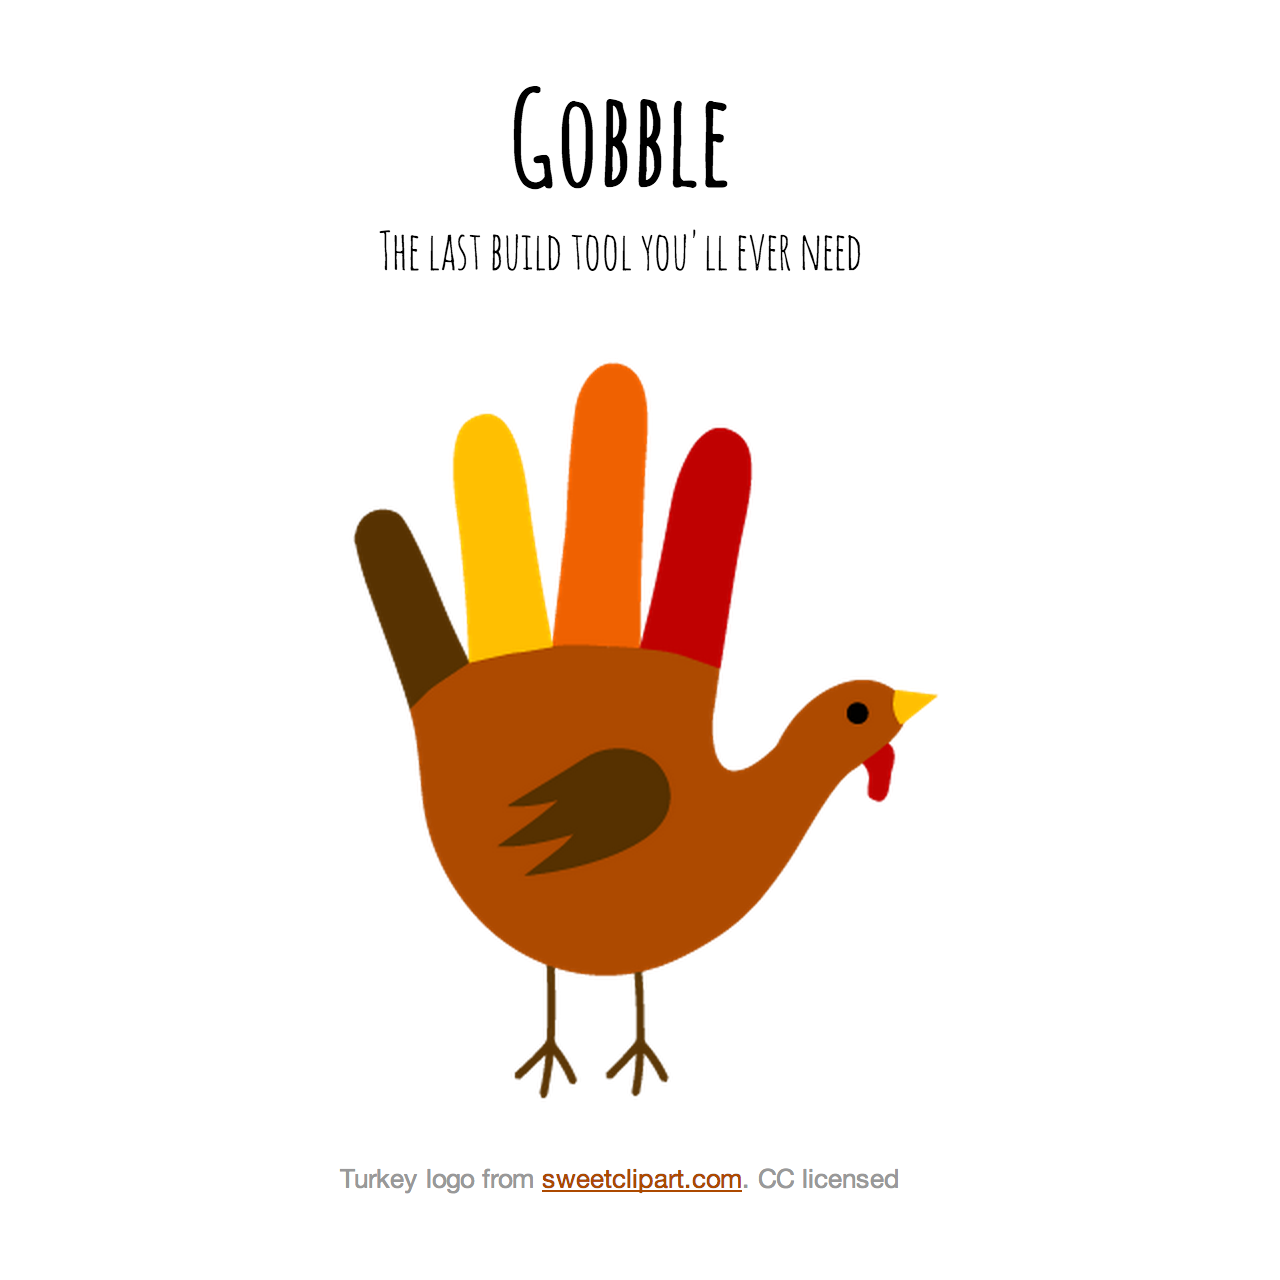 Gobble
The last build tool you'll ever need
Turkey logo from sweetclipart.com. CC licensed